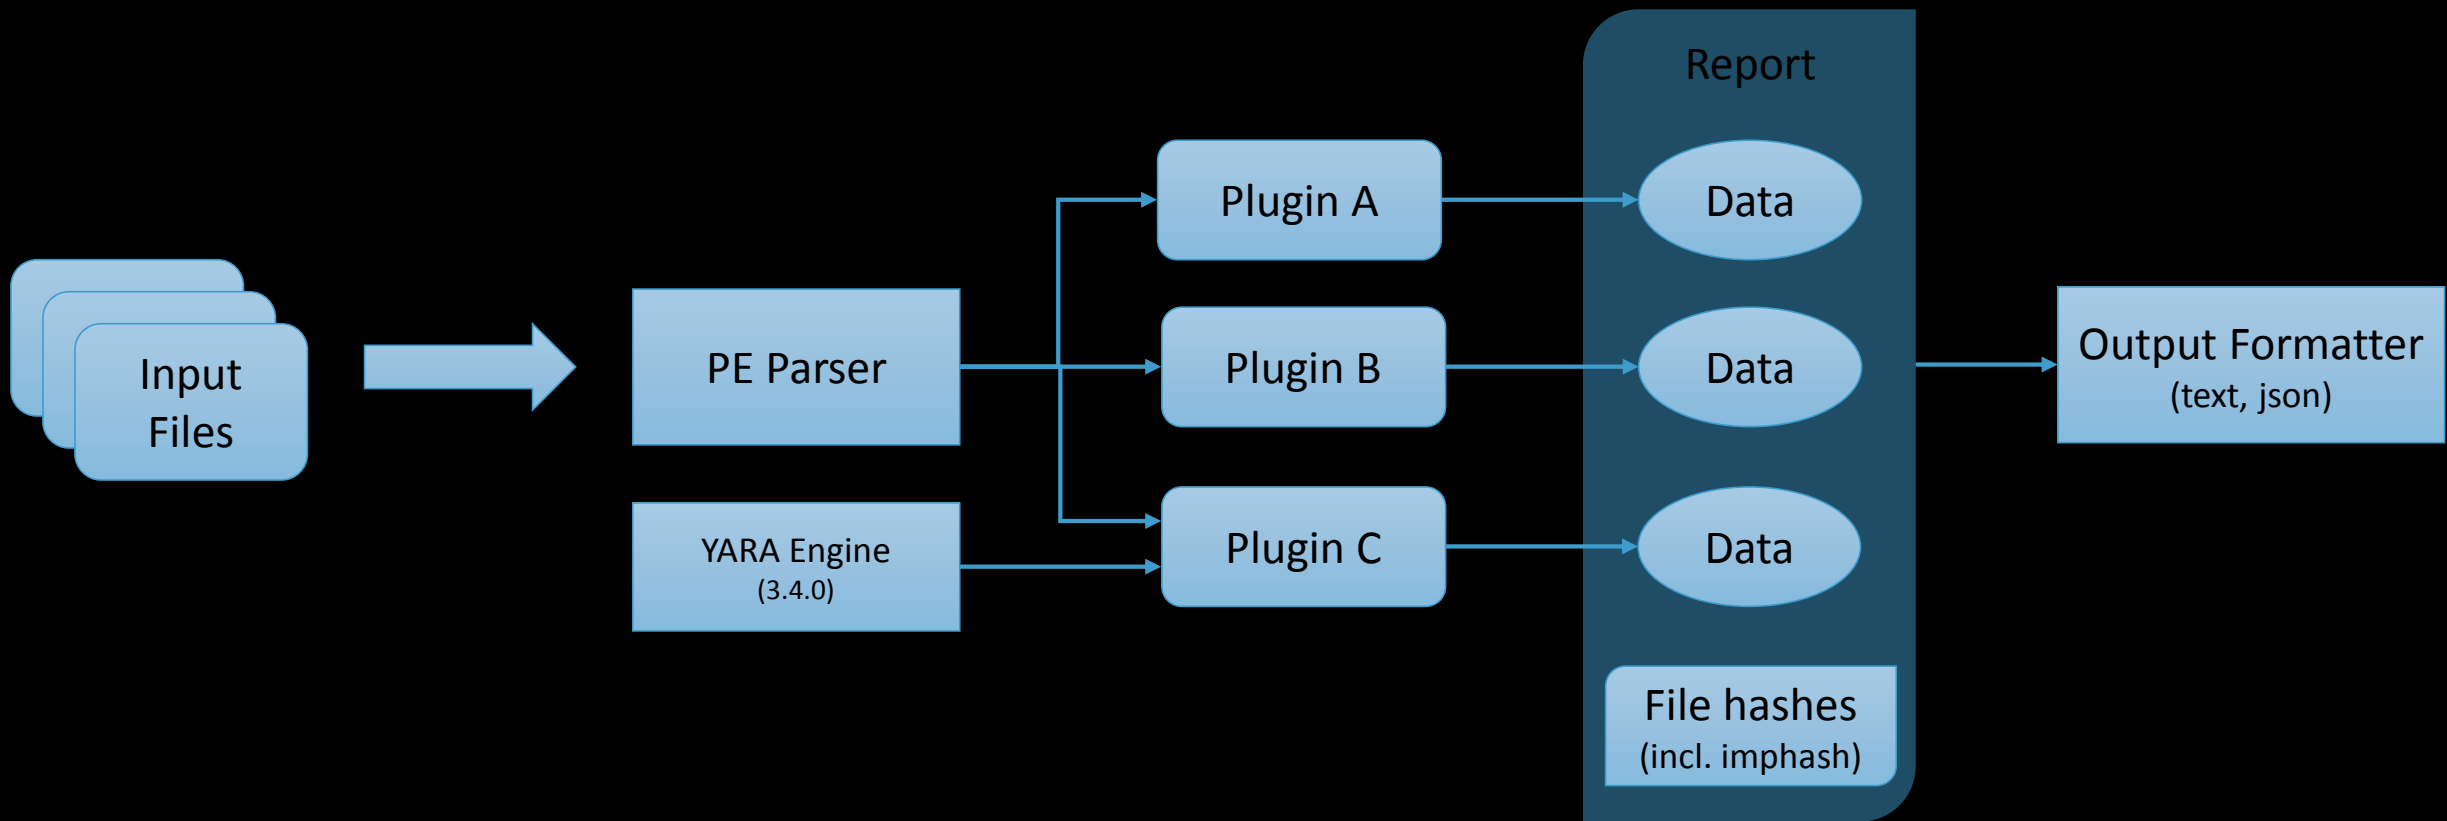 Input
Files
PE Parser
YARA Engine
(3.4.0)
Plugin A
Plugin B
Plugin C
Report
Data
Data
Data
File hashes
(incl. imphash)
Output Formatter
(text, json)